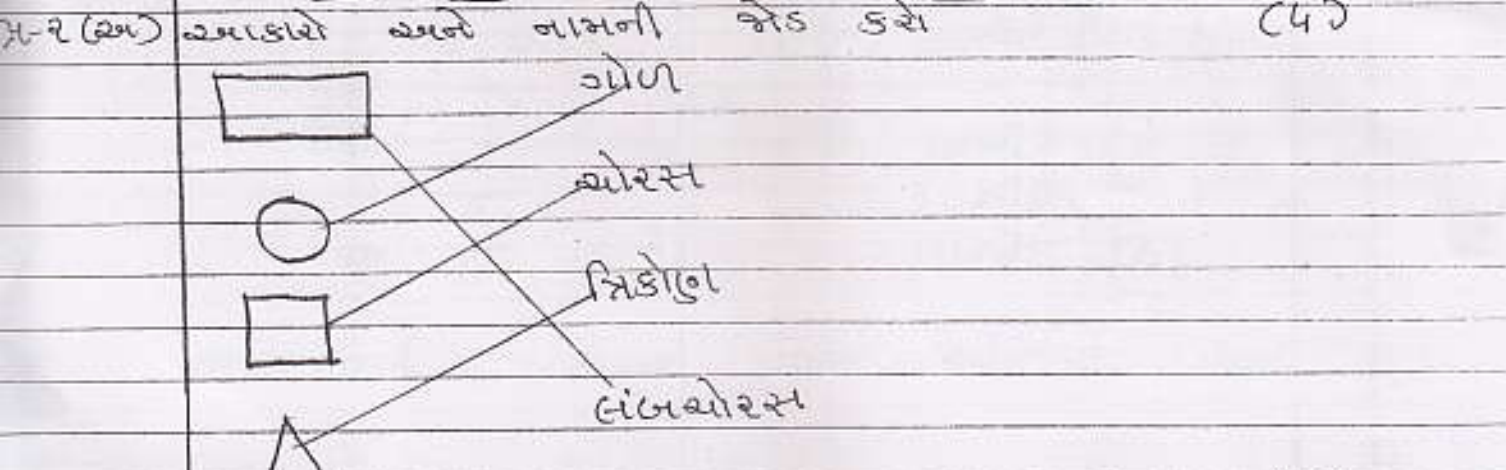 પ્ર-૨ (અ) આકારો અને નામની જોડ કરો (4)
ગોળ
ચોરસ
ત્રિકોણ
લંબચોરસ